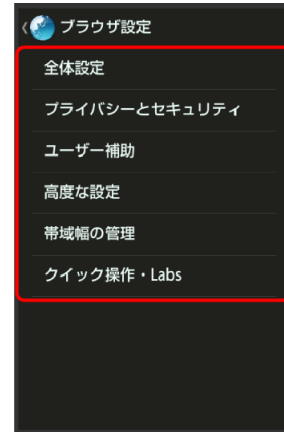 ブラウザ設定
全体設定
プライバシーとセキュリティ
ユーザー補助
高度な設定
帯域幅の管理
クイック操作・Labs